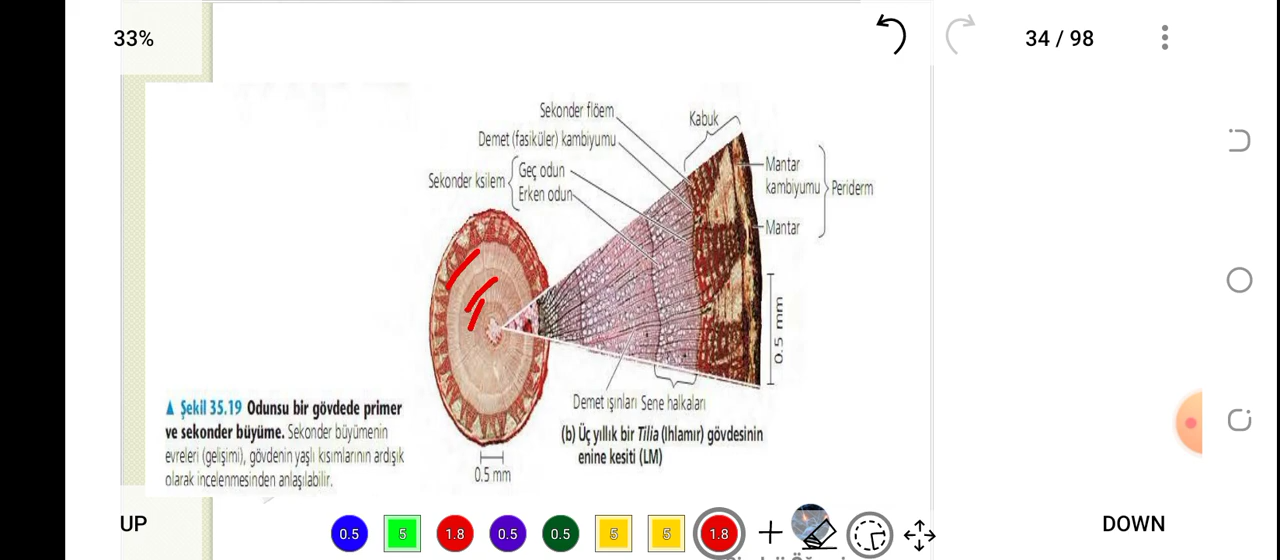 33%
34 / 98
Sekonder flöem
Kabuk
Demet (fasiküler) kambiyumu
Geç odun
Sekonder ksilem
Erken odun
Mantar
kambiyumu
Periderm
Mantar
0.5 mm
Demet ışınları Sene halkaları
(b) Üç yıllık bir Tilia (Ihlamır) gövdesinin
enine kesiti (LM)
0.5 mm
▲ Şekil 35.19 Odunsu bir gövdede primer
ve sekonder büyüme. Sekonder büyümenin
evreleri (gelişimi), gövdenin yaşlı kısımlarının ardışık
olarak incelenmesinden anlaşılabilir.
UP
0.5
5
1.8
0.5
0.5
5
5
1.8
DOWN